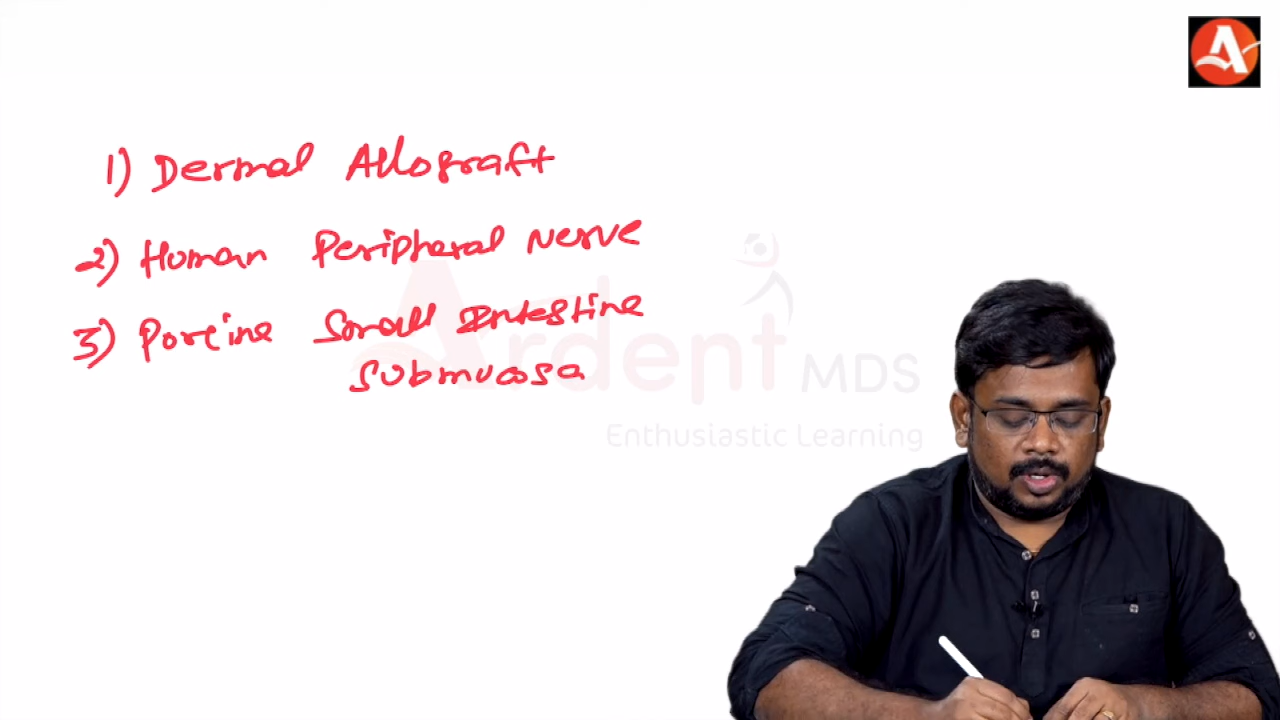 1) Dermal Allograft
2) Human Peripheral Nerve
3) Porcine Small Intestine
Submucosa
Ardent MDS
Enthusiastic Learning